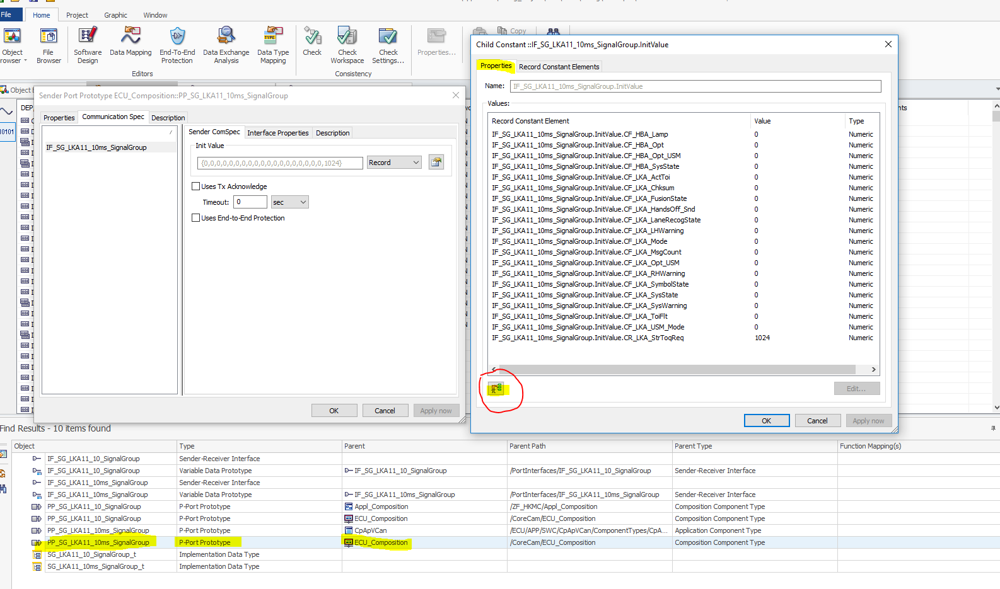 File
Home
Project
Graphic
Window
Object
rowser
File
Browser
Software
Design
Data Mapping
End-To-End
Protection
Data Exchange
Analysis
Data Type
Mapping
Editors
Check
Check
Workspace
Check
Settings...
Consistency
Properties...
Copy
Object E
DEP
10101
nts
Sender Port Prototype ECU_Composition::PP_SG_LKA11_10ms_SignalGroup
Properties
Communication Spec
Description
IF_SG_LKA11_10ms_SignalGroup
Sender ComSpec
Interface Properties
Description
Init Value
{0,0,0,0,0,0,0,0,0,0,0,0,0,0,0,0,0,0,0,1024}
Record
Uses Tx Acknowledge
Timeout:
0
sec
Uses End-to-End Protection
OK
Cancel
Apply now
Child Constant ::IF_SG_LKA11_10ms_SignalGroup.InitValue
Properties
Record Constant Elements
Name:
IF_SG_LKA11_10ms_SignalGroup.InitValue
Values:
Record Constant Element Value Type
IF_SG_LKA11_10ms_SignalGroup.InitValue.CF_HBA_Lamp 0 Numeric
IF_SG_LKA11_10ms_SignalGroup.InitValue.CF_HBA_Opt 0 Numeric
IF_SG_LKA11_10ms_SignalGroup.InitValue.CF_HBA_Opt_USM 0 Numeric
IF_SG_LKA11_10ms_SignalGroup.InitValue.CF_HBA_SysState 0 Numeric
IF_SG_LKA11_10ms_SignalGroup.InitValue.CF_LKA_ActToi 0 Numeric
IF_SG_LKA11_10ms_SignalGroup.InitValue.CF_LKA_Chksum 0 Numeric
IF_SG_LKA11_10ms_SignalGroup.InitValue.CF_LKA_FusionState 0 Numeric
IF_SG_LKA11_10ms_SignalGroup.InitValue.CF_LKA_HandsOff_Snd 0 Numeric
IF_SG_LKA11_10ms_SignalGroup.InitValue.CF_LKA_LaneRecogState 0 Numeric
IF_SG_LKA11_10ms_SignalGroup.InitValue.CF_LKA_LHWarning 0 Numeric
IF_SG_LKA11_10ms_SignalGroup.InitValue.CF_LKA_Mode 0 Numeric
IF_SG_LKA11_10ms_SignalGroup.InitValue.CF_LKA_MsgCount 0 Numeric
IF_SG_LKA11_10ms_SignalGroup.InitValue.CF_LKA_Opt_USM 0 Numeric
IF_SG_LKA11_10ms_SignalGroup.InitValue.CF_LKA_RHWarning 0 Numeric
IF_SG_LKA11_10ms_SignalGroup.InitValue.CF_LKA_SymbolState 0 Numeric
IF_SG_LKA11_10ms_SignalGroup.InitValue.CF_LKA_SysState 0 Numeric
IF_SG_LKA11_10ms_SignalGroup.InitValue.CF_LKA_SysWarning 0 Numeric
IF_SG_LKA11_10ms_SignalGroup.InitValue.CF_LKA_ToiFlt 0 Numeric
IF_SG_LKA11_10ms_SignalGroup.InitValue.CF_LKA_USM_Mode 0 Numeric
IF_SG_LKA11_10ms_SignalGroup.InitValue.CR_LKA_StrToqReq 1024 Numeric
Edit...
OK
Cancel
Apply now
Find Results - 10 items found
Object Type Parent Parent Path Parent Type Function Mapping(s)
IF_SG_LKA11_10_SignalGroup Sender-Receiver Interface
IF_SG_LKA11_10_SignalGroup Variable Data Prototype IF_SG_LKA11_10_SignalGroup /PortInterfaces/IF_SG_LKA11_10_SignalGroup Sender-Receiver Interface
IF_SG_LKA11_10ms_SignalGroup Sender-Receiver Interface
IF_SG_LKA11_10ms_SignalGroup Variable Data Prototype IF_SG_LKA11_10ms_SignalGroup /PortInterfaces/IF_SG_LKA11_10ms_SignalGroup Sender-Receiver Interface
PP_SG_LKA11_10_SignalGroup P-Port Prototype Appl_Composition /ZF_HKMC/Appl_Composition Composition Component Type
PP_SG_LKA11_10_SignalGroup P-Port Prototype ECU_Composition /CoreCam/ECU_Composition Composition Component Type
PP_SG_LKA11_10ms_SignalGroup P-Port Prototype CpApVCan /ECU/APP/SWC/CpApVCan/ComponentTypes/CpA... Application Component Type
PP_SG_LKA11_10ms_SignalGroup P-Port Prototype ECU_Composition /CoreCam/ECU_Composition Composition Component Type
SG_LKA11_10_SignalGroup_t Implementation Data Type
SG_LKA11_10ms_SignalGroup_t Implementation Data Type